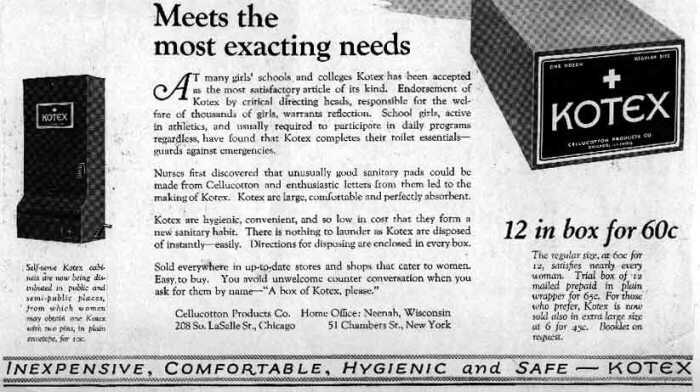 Meets the
most exacting needs
AT many girls' schools and colleges Kotex has been accepted
as the most satisfactory article of its kind. Endorsement of
Kotex by critical directing heads, responsible for the wel-
fare of thousands of girls, warrants reflection. School girls, active
in athletics, and usually required to participate in daily programs
regardless, have found that Kotex completes their toilet essentials—
guards against emergencies.
Nurses first discovered that unusually good sanitary pads could be
made from Cellucotton and enthusiastic letters from them led to the
making of Kotex. Kotex are large, comfortable and perfectly absorbent.
Kotex are hygienic, convenient, and so low in cost that they form a
new sanitary habit. There is nothing to launder as Kotex are disposed
of instantly—easily. Directions for disposing are enclosed in every box.
Sold everywhere in up-to-date stores and shops that cater to women.
Easy to buy. You avoid unwelcome counter conversation when you
ask for them by name—"A box of Kotex, please."
Cellucotton Products Co. Home Office: Neenah, Wisconsin
208 So. LaSalle St., Chicago 51 Chambers St., New York
KOTEX
Self-serve Kotex cabi-
nets are now being dis-
tributed in public and
semi-public places,
from which women
may obtain one Kotex
with two pins, in plain
envelope, for 10c.
ONE DOZEN REGULAR SIZE
KOTEX
CELLUCOTTON PRODUCTS CO.
CHICAGO, ILLINOIS
12 in box for 60c
The regular size, at 60c for
12, satisfies nearly every
woman. Trial box of 12
mailed prepaid in plain
wrapper for 65c. For those
who prefer, Kotex is now
sold also in extra large size
at 6 for 45c. Booklet on
request.
INEXPENSIVE, COMFORTABLE, HYGIENIC and SAFE — KOTEX